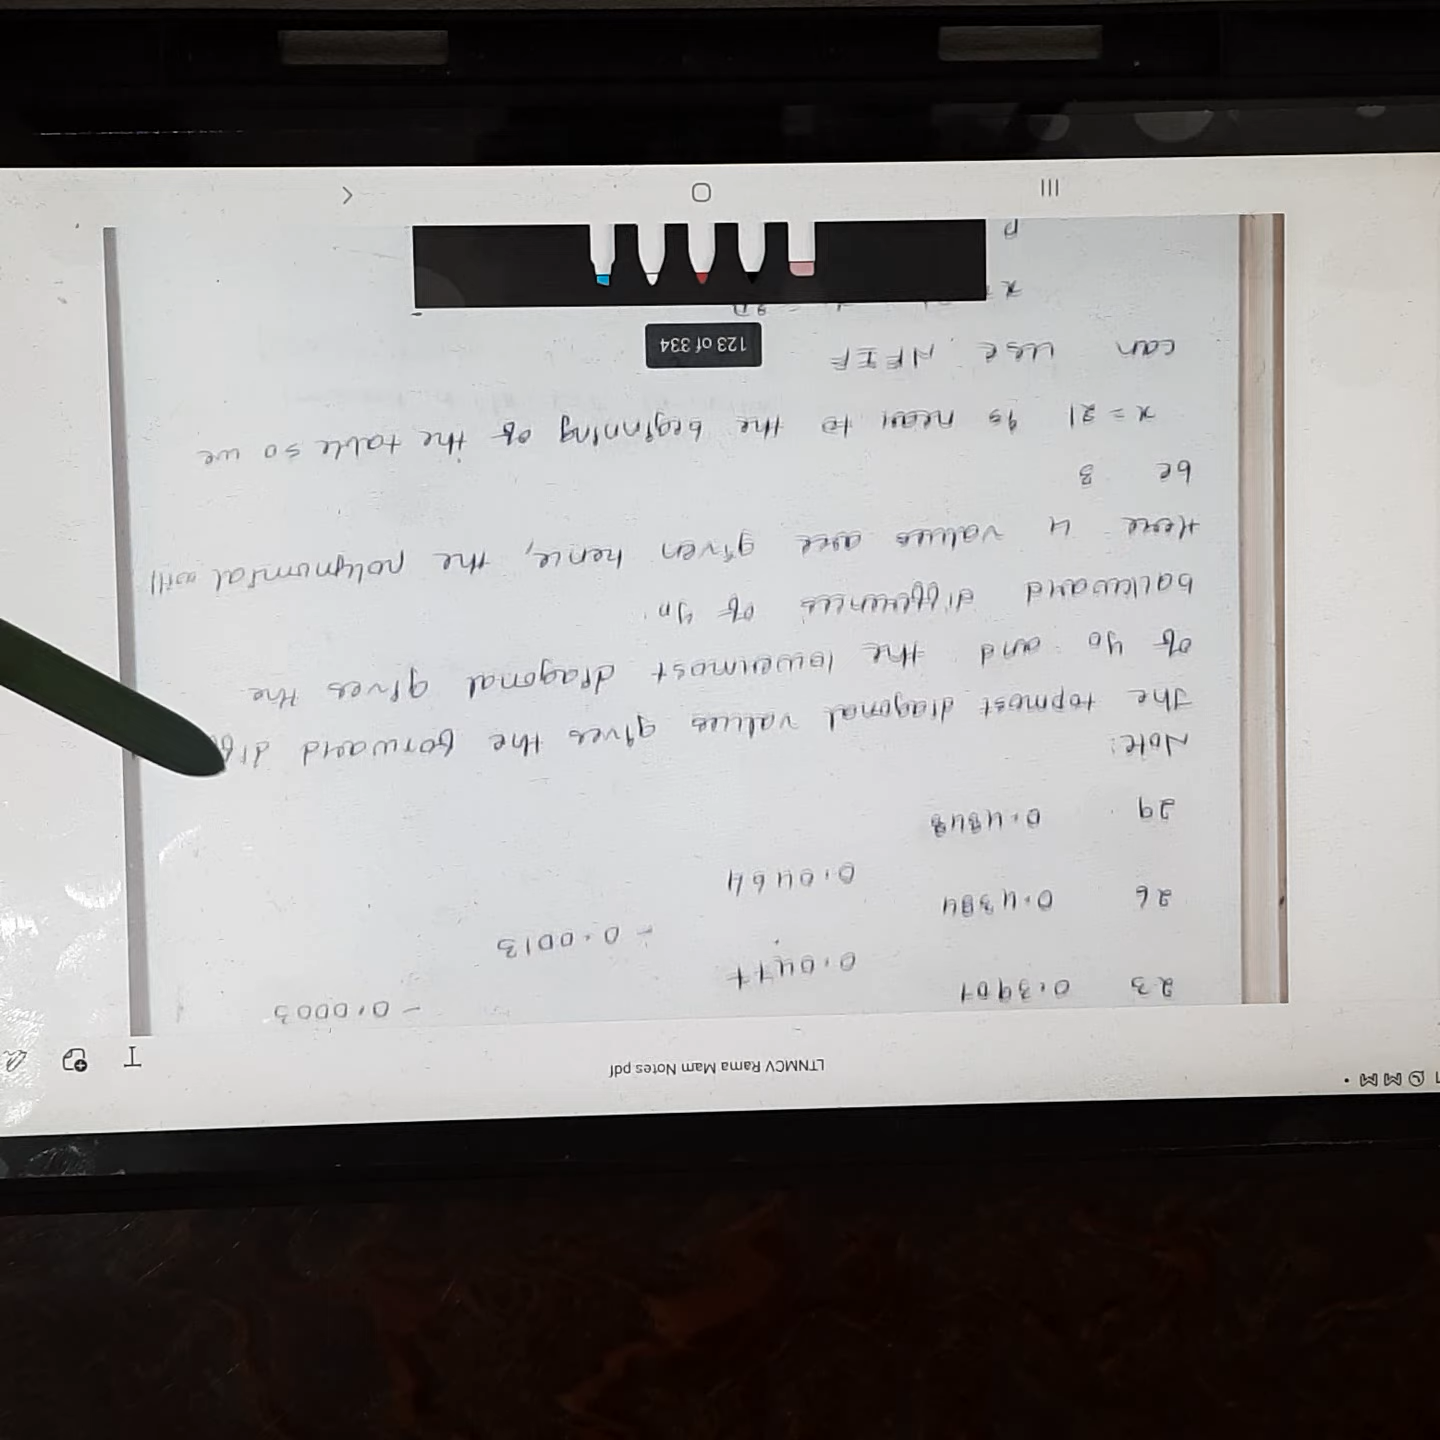 LTNMCV Rama Mam Notes.pdf
T
23 0.3907
-0.0003
0.0477
-0.0013
26 0.4384
0.0464
29 0.4848
Note:
The topmost diagonal values gives the forward
of y0 and the lowermost diagonal gives the
backward differences of yn.
Here 4 values are given hence, the polynomial will
be 3
x = 21 is near to the beginning of the table so we
can use NFIF
123 of 334
x =
P